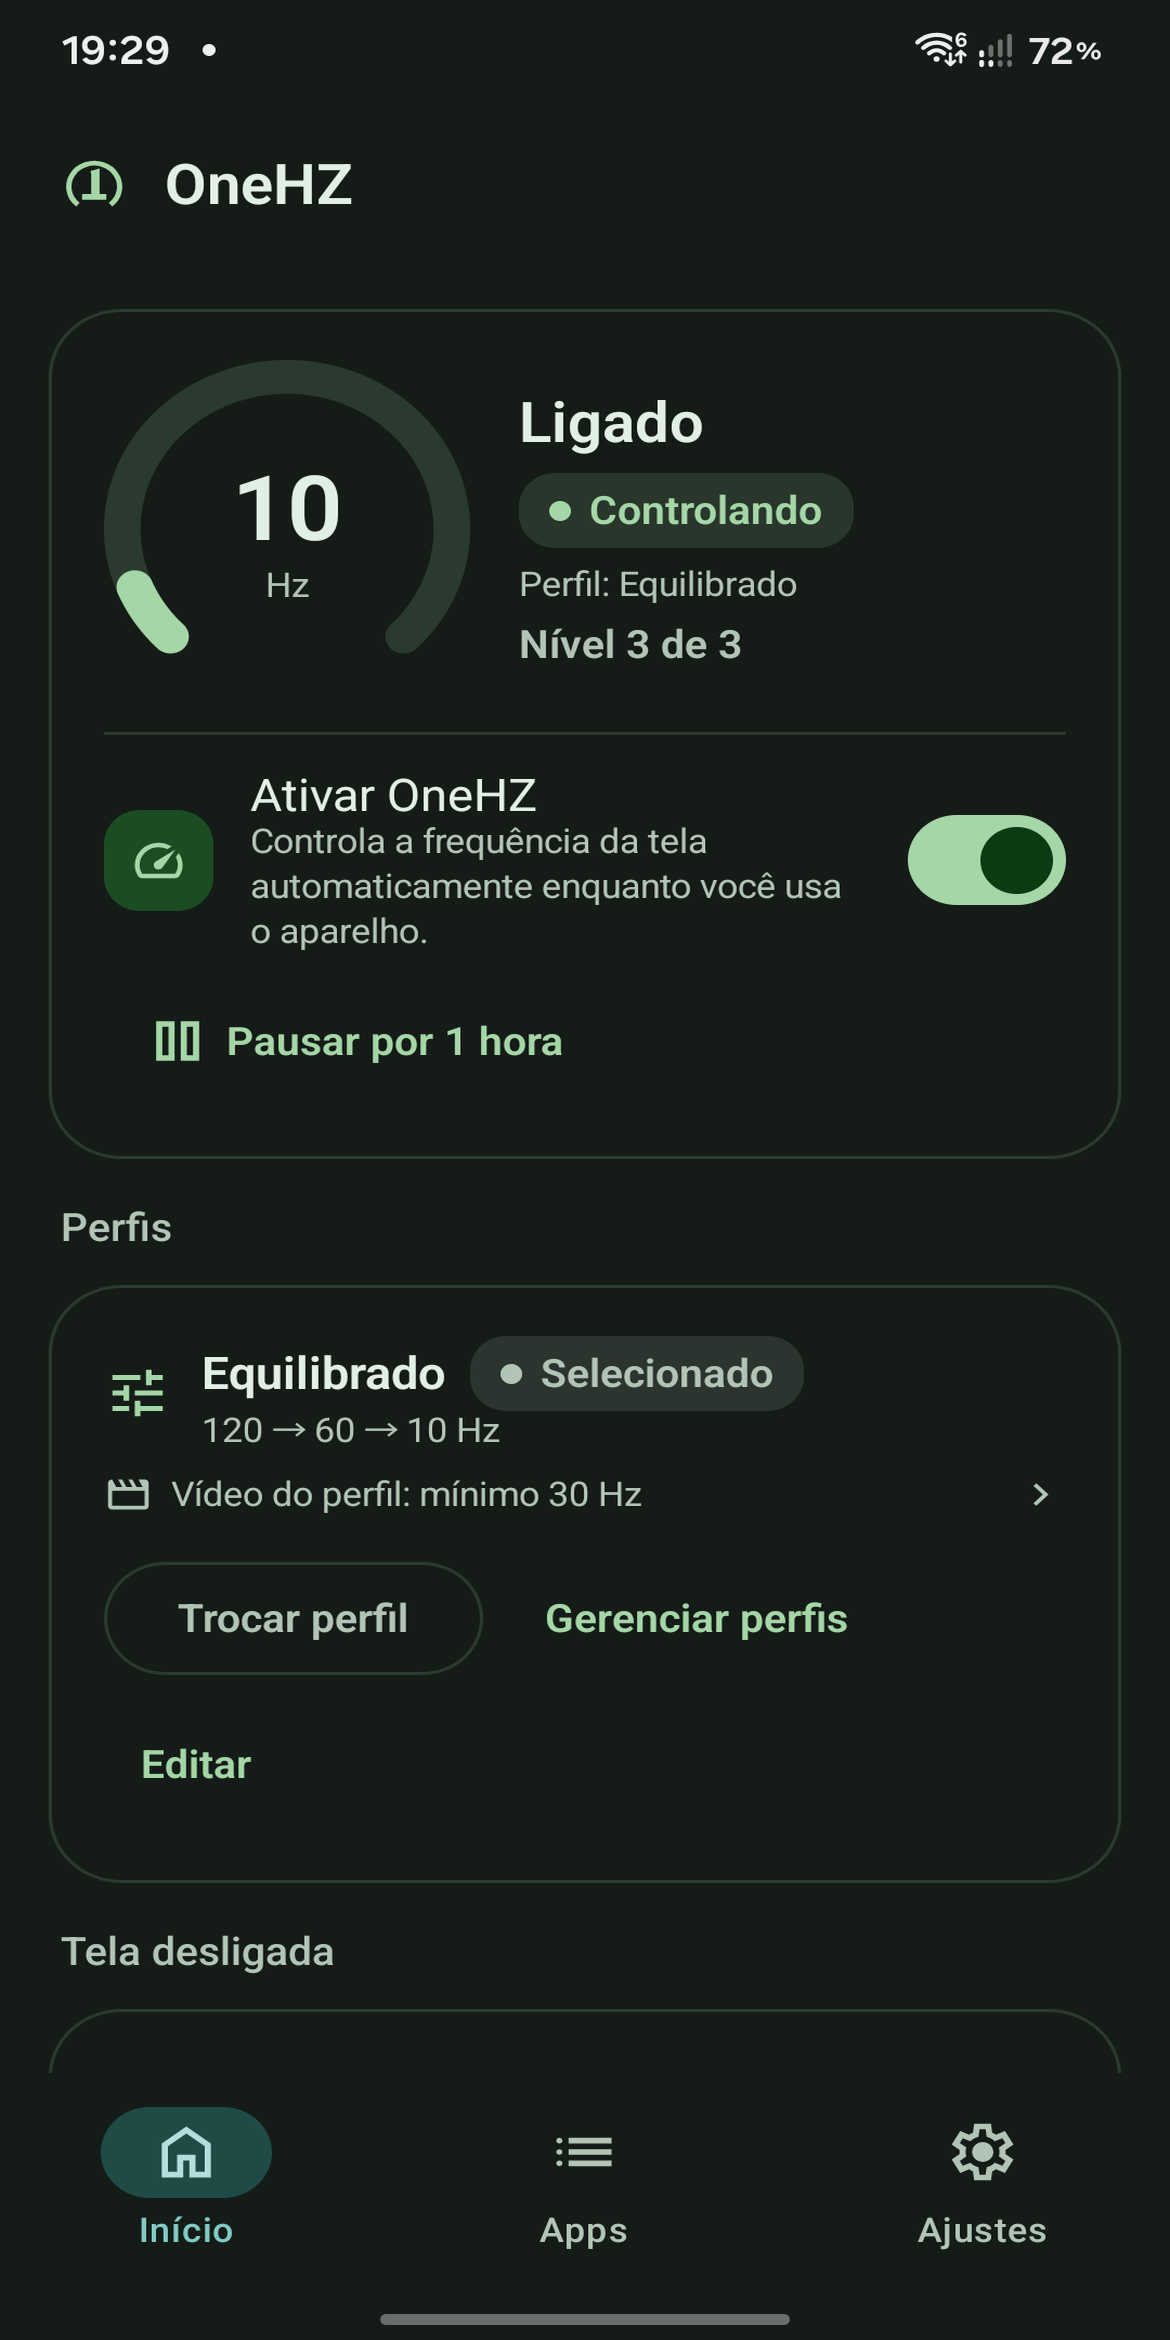 19:29
6
72%
OneHZ
10
Hz
Ligado
Controlando
Perfil: Equilibrado
Nível 3 de 3
Ativar OneHZ
Controla a frequência da tela
automaticamente enquanto você usa
o aparelho.
Pausar por 1 hora
Perfis
Equilibrado
Selecionado
120 → 60 → 10 Hz
Vídeo do perfil: mínimo 30 Hz
Trocar perfil
Gerenciar perfis
Editar
Tela desligada
Início
Apps
Ajustes